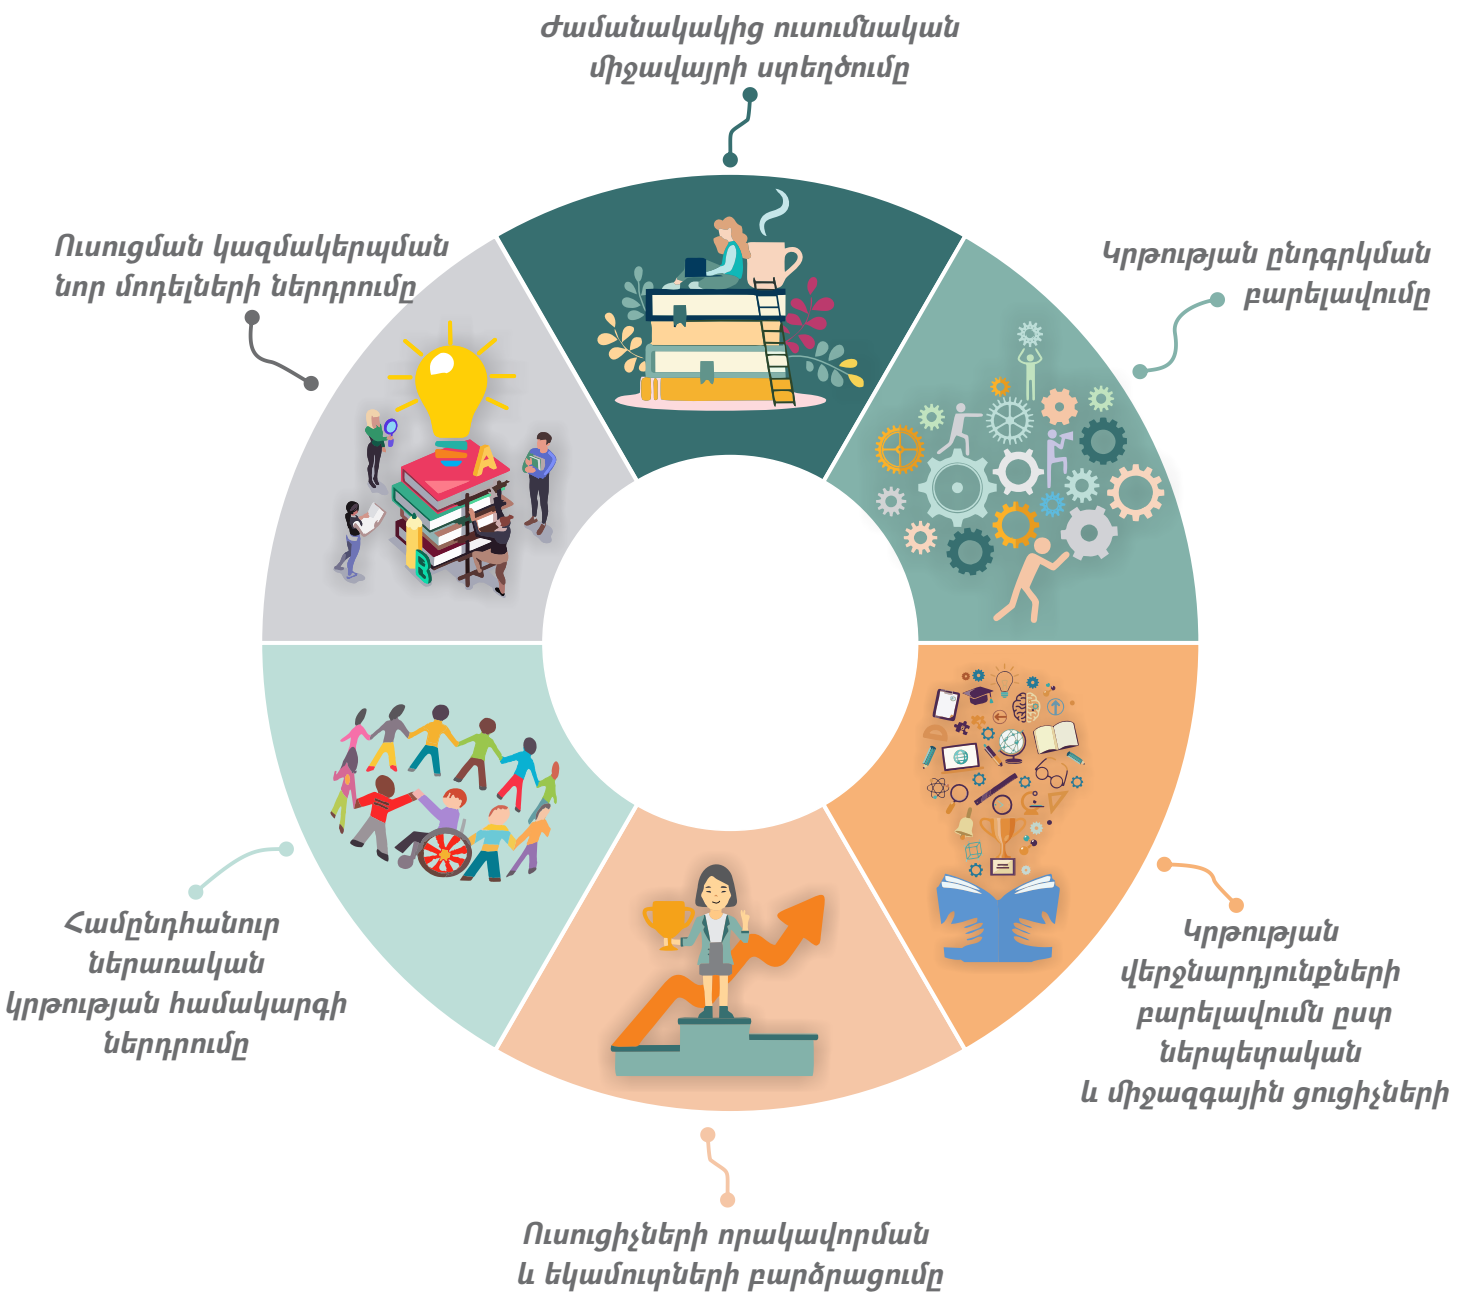 Ժամանակակից ուսումնական
միջավայրի ստեղծումը
Ուսուցման կազմակերպման
նոր մոդելների ներդրումը
Կրթության ընդգրկման
բարելավումը
A
B
Համընդհանուր
ներառական
կրթության համակարգի
ներդրումը
Կրթության
վերջնարդյունքների
բարելավումն ըստ
ներպետական
և միջազգային ցուցիչների
Ուսուցիչների որակավորման
և եկամուտների բարձրացումը